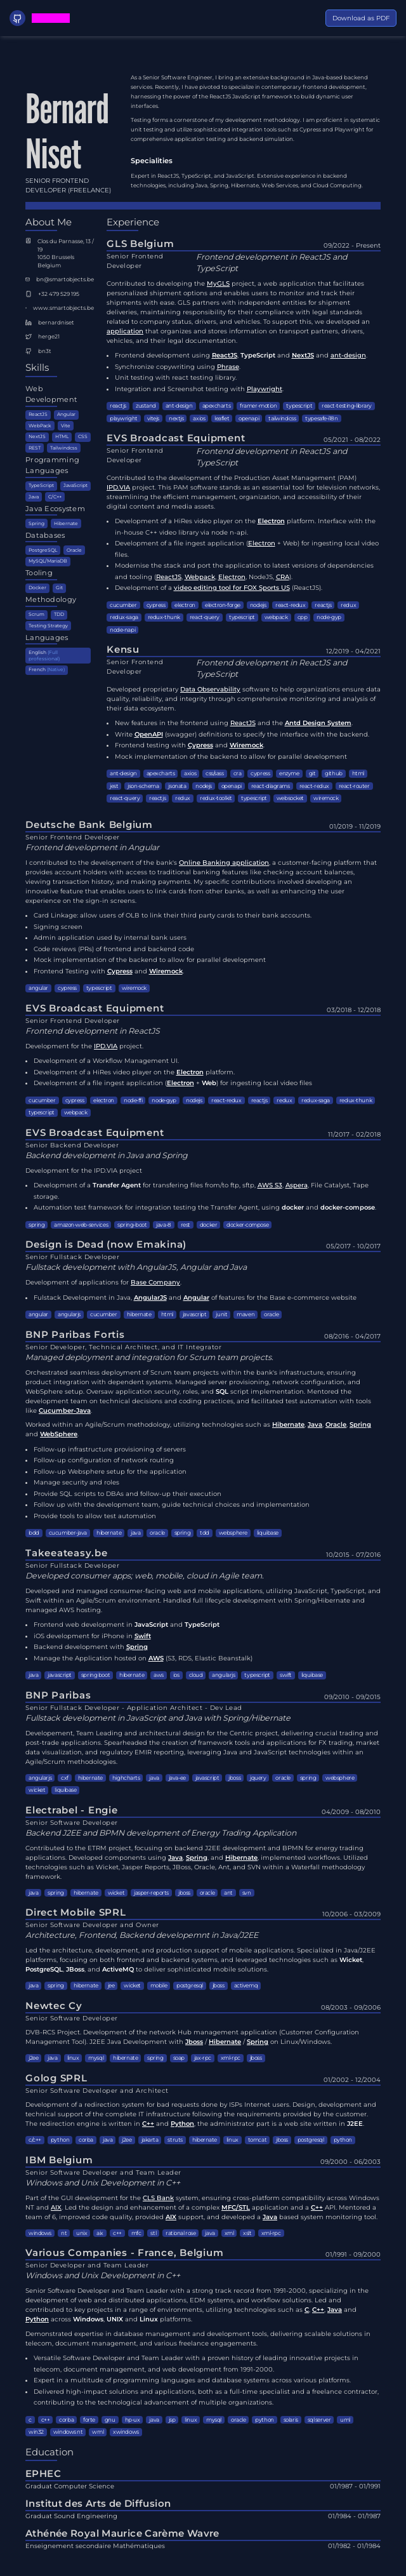 Download as PDF
Bernard
Niset
SENIOR FRONTEND
DEVELOPER (FREELANCE)
As a Senior Software Engineer, I bring an extensive background in Java-based backend
services. Recently, I have pivoted to specialize in contemporary frontend development,
harnessing the power of the ReactJS JavaScript framework to build dynamic user
interfaces.
Testing forms a cornerstone of my development methodology. I am proficient in systematic
unit testing and utilize sophisticated integration tools such as Cypress and Playwright for
comprehensive application testing and backend simulation.
Specialities
Expert in ReactJS, TypeScript, and JavaScript. Extensive experience in backend
technologies, including Java, Spring, Hibernate, Web Services, and Cloud Computing.
About Me
Clos du Parnasse, 13 /
19
1050 Brussels
Belgium
bn@smartobjects.be
+32 479 529 195
www.smartobjects.be
bernardniset
herge21
bn3t
Skills
Web
Development
ReactJS Angular
WebPack Vite
NextJS HTML CSS
REST Tailwindcss
Programming
Languages
TypeScript JavaScript
Java C/C++
Java Ecosystem
Spring Hibernate
Databases
PostgreSQL Oracle
MySQL/MariaDB
Tooling
Docker Git
Methodology
Scrum TDD
Testing Strategy
Languages
English (Full
professional)
French (Native)
Experience
GLS Belgium
09/2022 - Present
Senior Frontend
Developer
Frontend development in ReactJS and
TypeScript
Contributed to developing the MyGLS project, a web application that facilitates
personalized shipment options and enables users to monitor and track their
shipments with ease. GLS partners with independent entities for shipment
deliveries, maintaining responsibility for the legal and financial aspects
related to company status, drivers, and vehicles. To support this, we developed an
application that organizes and stores information on transport partners, drivers,
vehicles, and their legal documentation.
Frontend development using ReactJS, TypeScript and NextJS and ant-design.
Synchronize copywriting using Phrase.
Unit testing with react testing library.
Integration and Screenshot testing with Playwright.
reactjs zustand ant-design apexcharts framer-motion typescript react-testing-library
playwright vitejs nextjs axios leaflet openapi tailwindcss typesafe-i18n
EVS Broadcast Equipment
05/2021 - 08/2022
Senior Frontend
Developer
Frontend development in ReactJS and
TypeScript
Contributed to the development of the Production Asset Management (PAM)
(IPD.VIA) product. This PAM software stands as an essential tool for television networks,
streamlining the efficient management, organization, accessibility, and retrieval of
digital content and media assets.
Development of a HiRes video player on the Electron platform. Interface with the
in-house C++ video library via node n-api.
Development of a file ingest application (Electron + Web) for ingesting local video
files.
Modernise the stack and product to the latest versions of various dependencies
and tooling (ReactJS, Webpack, Electron, NodeJS, CRA).
Development of a video editing tool for FOX Sports US (ReactJS).
cucumber cypress electron electron-forge nodejs react-redux reactjs redux
redux-saga redux-thunk react-query typescript webpack cpp node-gyp
node-napi
Kensu
12/2019 - 04/2021
Senior Frontend
Developer
Frontend development in ReactJS and
TypeScript
Developed proprietary Data Observability software to help organizations ensure data
quality, reliability, and integrity through comprehensive monitoring and analysis of
their data ecosystem.
New features on the frontend using ReactJS and the Antd Design System.
Write OpenAPI (swagger) definitions to specify the interface with the backend.
Frontend testing with Cypress and Wiremock.
Mock implementation of the backend to allow for parallel development
ant-design apexcharts axios css/sass cra cypress enzyme git github html
jest json-schema jsonata nodejs openapi react-diagrams react-redux react-router
react-query reactjs redux redux-toolkit typescript websocket wiremock
Deutsche Bank Belgium
01/2019 - 11/2019
Senior Frontend Developer
Frontend development in Angular
I contributed to the development of the bank's Online Banking application, a customer-facing platform that
provides account holders with access to traditional banking features like checking account balances,
viewing transaction history, and making payments. My specific contributions involved developing an
innovative feature that enables users to link cards from other banks, as well as enhancing the user
experience on the sign-in screens.
Card Linkage: allow users of OLB to link their third party cards to their bank accounts.
Signing screen
Admin application used by internal bank users
Code reviews (PRs) of frontend and backend code
Mock implementation of the backend to allow for parallel development
Frontend Testing with Cypress and Wiremock.
angular cypress typescript wiremock
EVS Broadcast Equipment
03/2018 - 12/2018
Senior Frontend Developer
Frontend development in ReactJS
Development for the IPD.VIA project.
Development of a Workflow Management UI.
Development of a HiRes video player on the Electron platform.
Development of a file ingest application (Electron + Web) for ingesting local video files
cucumber cypress electron node-ffi node-gyp nodejs react-redux reactjs redux redux-saga redux-thunk
typescript webpack
EVS Broadcast Equipment
11/2017 - 02/2018
Senior Backend Developer
Backend development in Java and Spring
Development for the IPD.VIA project
Development of a Transfer Agent for transfering files from/to ftp, sftp, AWS S3, Aspera, File Catalyst, Tape
storage.
Automation test framework for integration testing the Transfer Agent, using docker and docker-compose.
spring amazon-web-services spring-boot java-8 rest docker docker-compose
Design is Dead (now Emakina)
05/2017 - 10/2017
Senior Fullstack Developer
Fullstack development with AngularJS, Angular and Java
Development of applications for Base Company.
Fullstack Development in Java, AngularJS and Angular of features for the Base e-commerce website
angular angularjs cucumber hibernate html javascript junit maven oracle
BNP Paribas Fortis
08/2016 - 04/2017
Senior Developer, Technical Architect, and IT Integrator
Managed deployment and integration for Scrum team projects.
Orchestrated seamless deployment of Scrum team projects within the bank's infrastructure, ensuring
product integration with dependent systems. Managed server provisioning, network configuration, and
WebSphere setup. Oversaw application security, roles, and SQL script implementation. Mentored the
development team on technical decisions and coding practices, and facilitated test automation with tools
like Cucumber-Java.
Worked within an Agile/Scrum methodology, utilizing technologies such as Hibernate, Java, Oracle, Spring
and WebSphere.
Follow-up infrastructure provisioning of servers
Follow-up configuration of network routing
Follow-up Websphere setup for the application
Manage security and roles
Provide SQL scripts to DBAs and follow-up their execution
Follow up with the development team, guide technical choices and implementation
Provide tools to allow test automation
bdd cucumber-java hibernate java oracle spring tdd websphere liquibase
Takeeateasy.be
10/2015 - 07/2016
Senior Fullstack Developer
Developed consumer apps; web, mobile, cloud in Agile team.
Developed and managed consumer-facing web and mobile applications, utilizing JavaScript, TypeScript, and
Swift within an Agile/Scrum environment. Handled full lifecycle development with Spring/Hibernate and
managed AWS hosting.
Frontend web development in JavaScript and TypeScript
iOS development for iPhone in Swift
Backend development with Spring
Manage the Application hosted on AWS (S3, RDS, Elastic Beanstalk)
java javascript spring-boot hibernate aws ios cloud angularjs typescript swift liquibase
BNP Paribas
09/2010 - 09/2015
Senior Fullstack Developer - Application Architect - Dev Lead
Fullstack development in JavaScript and Java with Spring/Hibernate
Developement, Team Leading and architectural design for the Centric project, delivering crucial trading and
post-trade applications. Spearheaded the creation of framework tools and applications for FX trading, market
data visualization, and regulatory EMIR reporting, leveraging Java and JavaScript technologies within an
Agile/Scrum methodologies.
angularjs cxf hibernate highcharts java java-ee javascript jboss jquery oracle spring websphere
wicket liquibase
Electrabel - Engie
04/2009 - 08/2010
Senior Software Developer
Backend J2EE and BPMN development of Energy Trading Application
Contributed to the ETRM project, focusing on backend J2EE development and BPMN for energy trading
applications. Developed components using Java, Spring, and Hibernate, implemented workflows. Utilized
technologies such as Wicket, Jasper Reports, JBoss, Oracle, Ant, and SVN within a Waterfall methodology
framework.
java spring hibernate wicket jasper-reports jboss oracle ant svn
Direct Mobile SPRL
10/2006 - 03/2009
Senior Software Developer and Owner
Architecture, Frontend, Backend developemnt in Java/J2EE
Led the architecture, development, and production support of mobile applications. Specialized in Java/J2EE
platforms, focusing on both frontend and backend systems, and leveraged technologies such as Wicket,
PostgreSQL, JBoss, and ActiveMQ to deliver sophisticated mobile solutions.
java spring hibernate jee wicket mobile postgresql jboss activemq
Newtec Cy
08/2003 - 09/2006
Senior Software Developer
DVB-RCS Project. Development of the network Hub management application (Customer Configuration
Management Tool). J2EE Java Development with Jboss / Hibernate / Spring on Linux/Windows.
j2ee java linux mysql hibernate spring soap jax-rpc xml-rpc jboss
Golog SPRL
01/2002 - 12/2004
Senior Software Developer and Architect
Development of a redirection system for bad requests done by ISPs Internet users. Design, development and
technical support of the complete IT infrastructure following the requirements provided by the customer.
The redirection engine is written in C++ and Python, the administrator part is a web site written in J2EE.
c/c++ python corba java j2ee jakarta struts hibernate linux tomcat jboss postgresql python
IBM Belgium
09/2000 - 06/2003
Senior Software Developer and Team Leader
Windows and Unix Development in C++
Part of the GUI development for the CLS Bank system, ensuring cross-platform compatibility across Windows
NT and AIX. Led the design and enhancement of a complex MFC/STL application and a C++ API. Mentored a
team of 6, improved code quality, provided AIX support, and developed a Java based system monitoring tool.
windows nt unix aix c++ mfc stl rational-rose java xml xslt xml-rpc
Various Companies - France, Belgium
01/1991 - 09/2000
Senior Developer and Team Leader
Windows and Unix Development in C++
Senior Software Developer and Team Leader with a strong track record from 1991-2000, specializing in the
development of web and distributed applications, EDM systems, and workflow solutions. Led and
contributed to key projects in a range of environments, utilizing technologies such as C, C++, Java and
Python across Windows, UNIX and Linux platforms.
Demonstrated expertise in database management and development tools, delivering scalable solutions in
telecom, document management, and various freelance engagements.
Versatile Software Developer and Team Leader with a proven history of leading innovative projects in
telecom, document management, and web development from 1991-2000.
Expert in a multitude of programming languages and database systems across various platforms.
Delivered high-impact solutions and applications, both as a full-time specialist and a freelance contractor,
contributing to the technological advancement of multiple organizations.
c c++ corba forte gnu hp-ux java jsp linux mysql oracle python solaris sqlserver uml
win32 windows nt wml xwindows
Education
EPHEC
Graduat Computer Science
01/1987 - 01/1991
Institut des Arts de Diffusion
Graduat Sound Engineering
01/1984 - 01/1987
Athénée Royal Maurice Carème Wavre
Enseignement secondaire Mathématiques
01/1982 - 01/1984